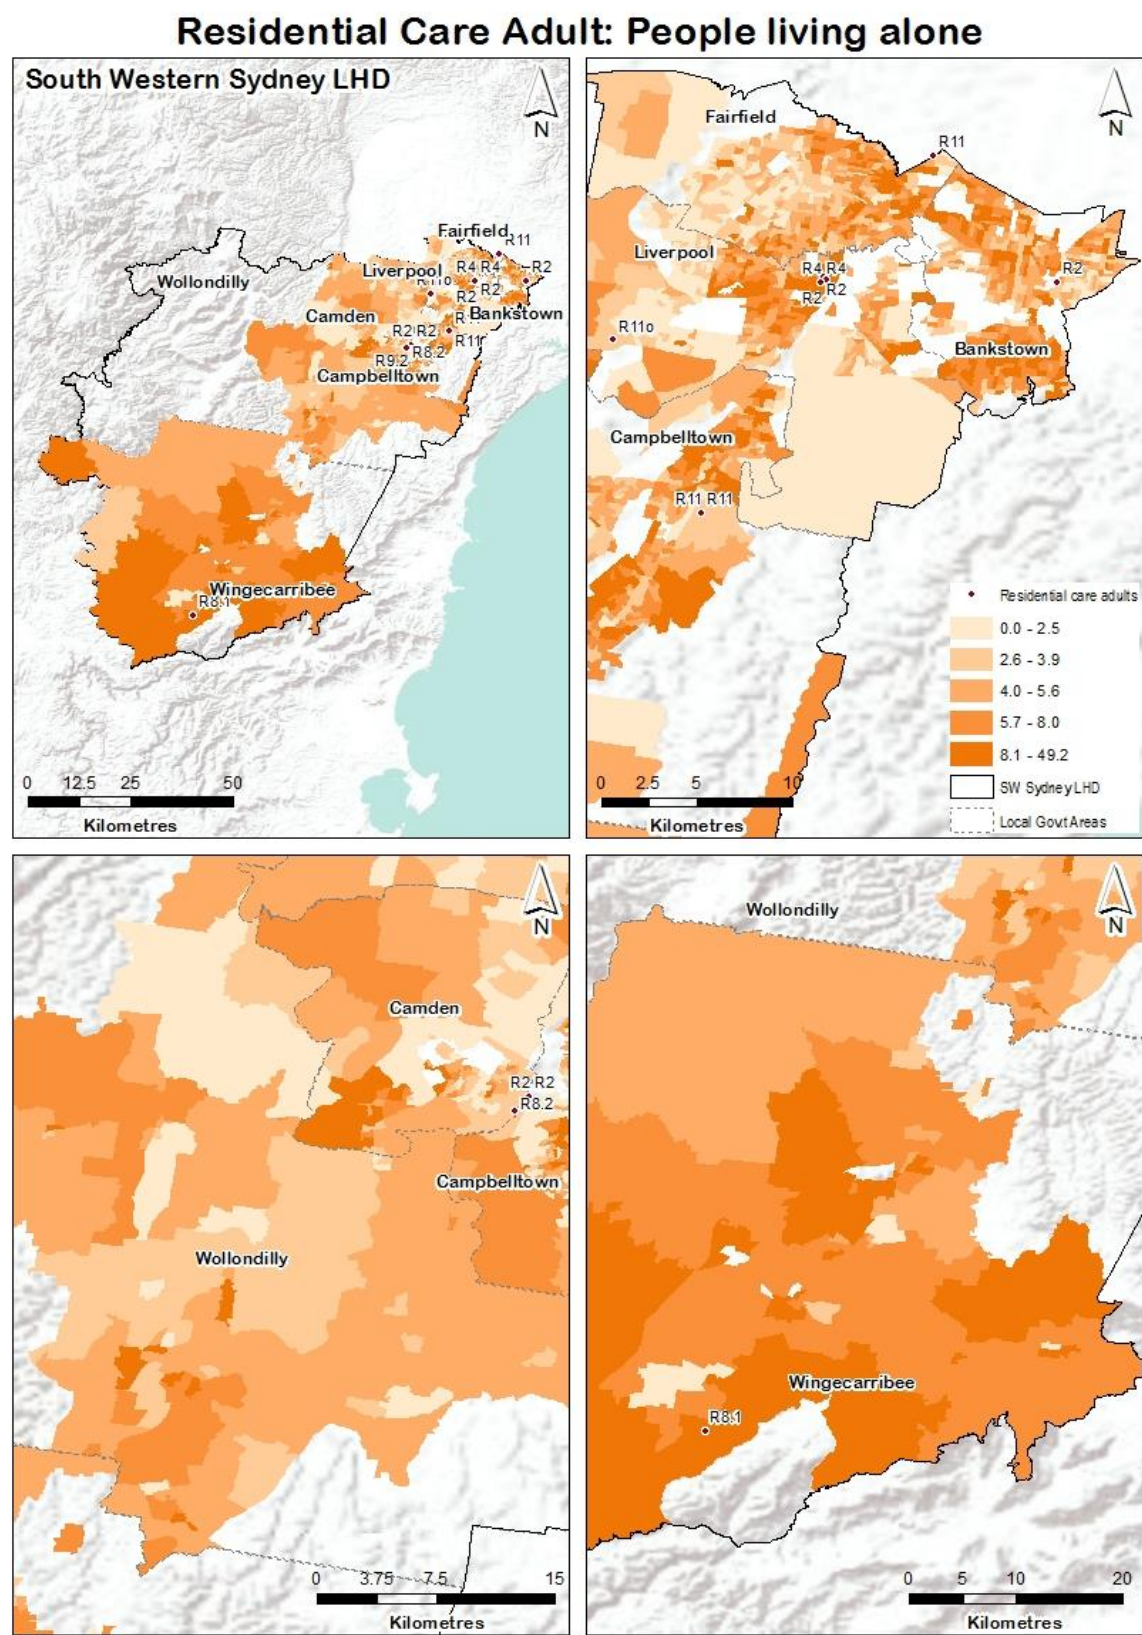 Residential Care Adult: People living alone
South Western Sydney LHD
N
Fairfield
R11
Wollondilly
Liverpool
R4 R4
R2
R2
R2
Camden
Bankstown
R2 R2
R11
R9.2
R8.2
Campbelltown
Wingecarribee
R8.1
0 12.5 25 50
Kilometres
N
Fairfield
R11
Liverpool
R4 R4
R2 R2
R2
R11o
Bankstown
Campbelltown
R11 R11
Residential care adults
0.0 - 2.5
2.6 - 3.9
4.0 - 5.6
5.7 - 8.0
8.1 - 49.2
SW Sydney LHD
Local Govt Areas
0 2.5 5 10
Kilometres
N
Camden
R2 R2
R8.2
Campbelltown
Wollondilly
0 3.75 7.5 15
Kilometres
N
Wollondilly
Wingecarribee
R8.1
0 5 10 20
Kilometres